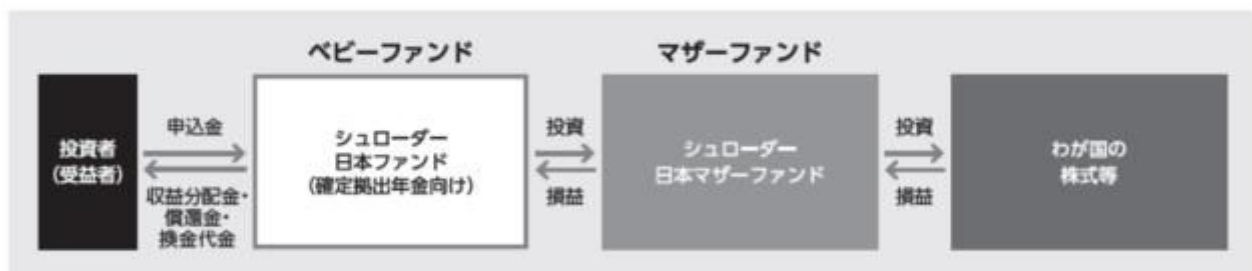 ベビーファンド
マザーファンド
投資者
(受益者)
申込金
収益分配金・
償還金・
換金代金
シュローダー
日本ファンド
(確定拠出年金向け)
投資
損益
シュローダー
日本マザーファンド
投資
損益
わが国の
株式等